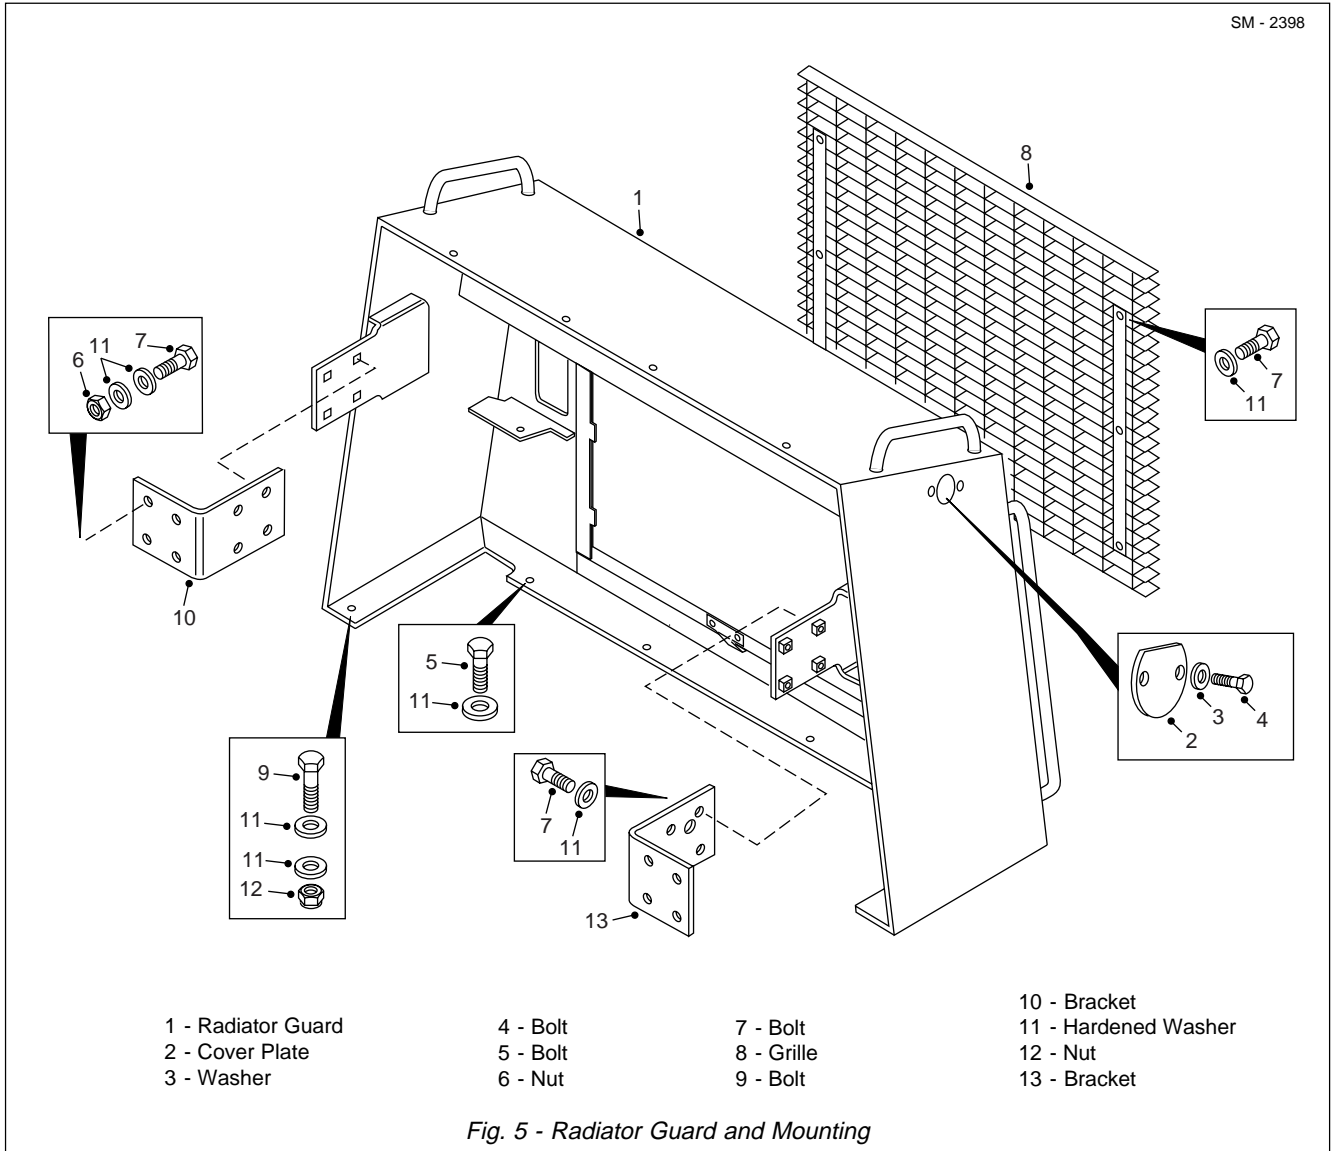 SM - 2398
8
1
7
11
6
7
11
10
5
11
3
4
2
9
11
11
12
7
11
13
1 - Radiator Guard
2 - Cover Plate
3 - Washer
4 - Bolt
5 - Bolt
6 - Nut
7 - Bolt
8 - Grille
9 - Bolt
10 - Bracket
11 - Hardened Washer
12 - Nut
13 - Bracket
Fig. 5 - Radiator Guard and Mounting